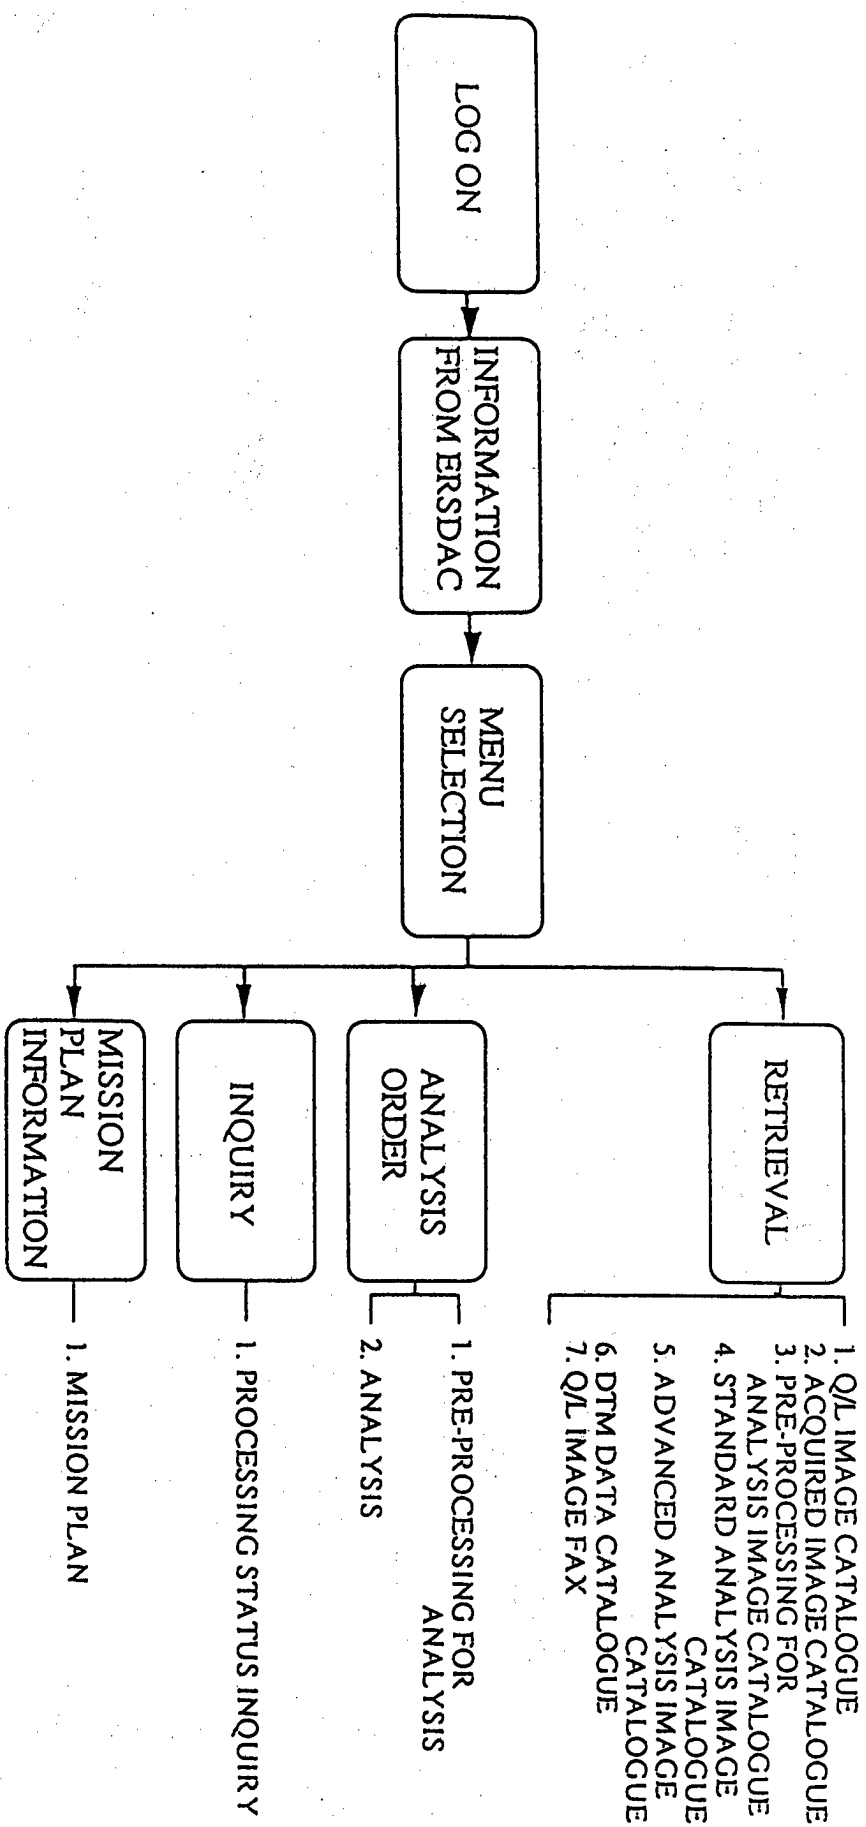 LOG ON
INFORMATION
FROM ERSDAC
MENU
SELECTION
RETRIEVAL
1. Q/L IMAGE CATALOGUE
2. ACQUIRED IMAGE CATALOGUE
3. PRE-PROCESSING FOR
ANALYSIS IMAGE CATALOGUE
4. STANDARD ANALYSIS IMAGE
CATALOGUE
5. ADVANCED ANALYSIS IMAGE
CATALOGUE
6. DTM DATA CATALOGUE
7. Q/L IMAGE FAX
ANALYSIS
ORDER
1. PRE-PROCESSING FOR
ANALYSIS
2. ANALYSIS
INQUIRY
1. PROCESSING STATUS INQUIRY
MISSION
PLAN
INFORMATION
1. MISSION PLAN